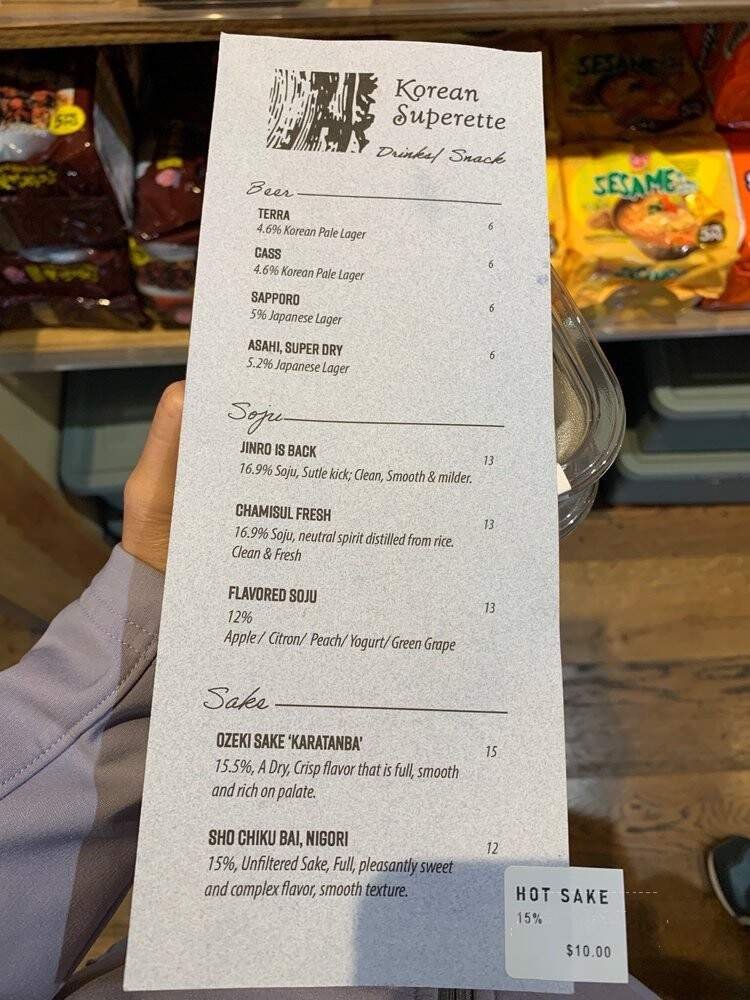 Korean
Superette
Drinks/ Snack
Beer
TERRA
4.6% Korean Pale Lager
6
CASS
4.6% Korean Pale Lager
6
SAPPORO
5% Japanese Lager
6
ASAHI, SUPER DRY
5.2% Japanese Lager
6
Soju
JINRO IS BACK
13
16.9% Soju, Sutle kick; Clean, Smooth & milder.
CHAMISUL FRESH
13
16.9% Soju, neutral spirit distilled from rice.
Clean & Fresh
FLAVORED SOJU
13
12%
Apple / Citron/ Peach/ Yogurt/ Green Grape
Sake
OZEKI SAKE 'KARATANBA'
15
15.5%, A Dry, Crisp flavor that is full, smooth
and rich on palate.
SHO CHIKU BAI, NIGORI
12
15%, Unfiltered Sake, Full, pleasantly sweet
and complex flavor, smooth texture.
HOT SAKE
15%
$10.00
SESAME
SESAME